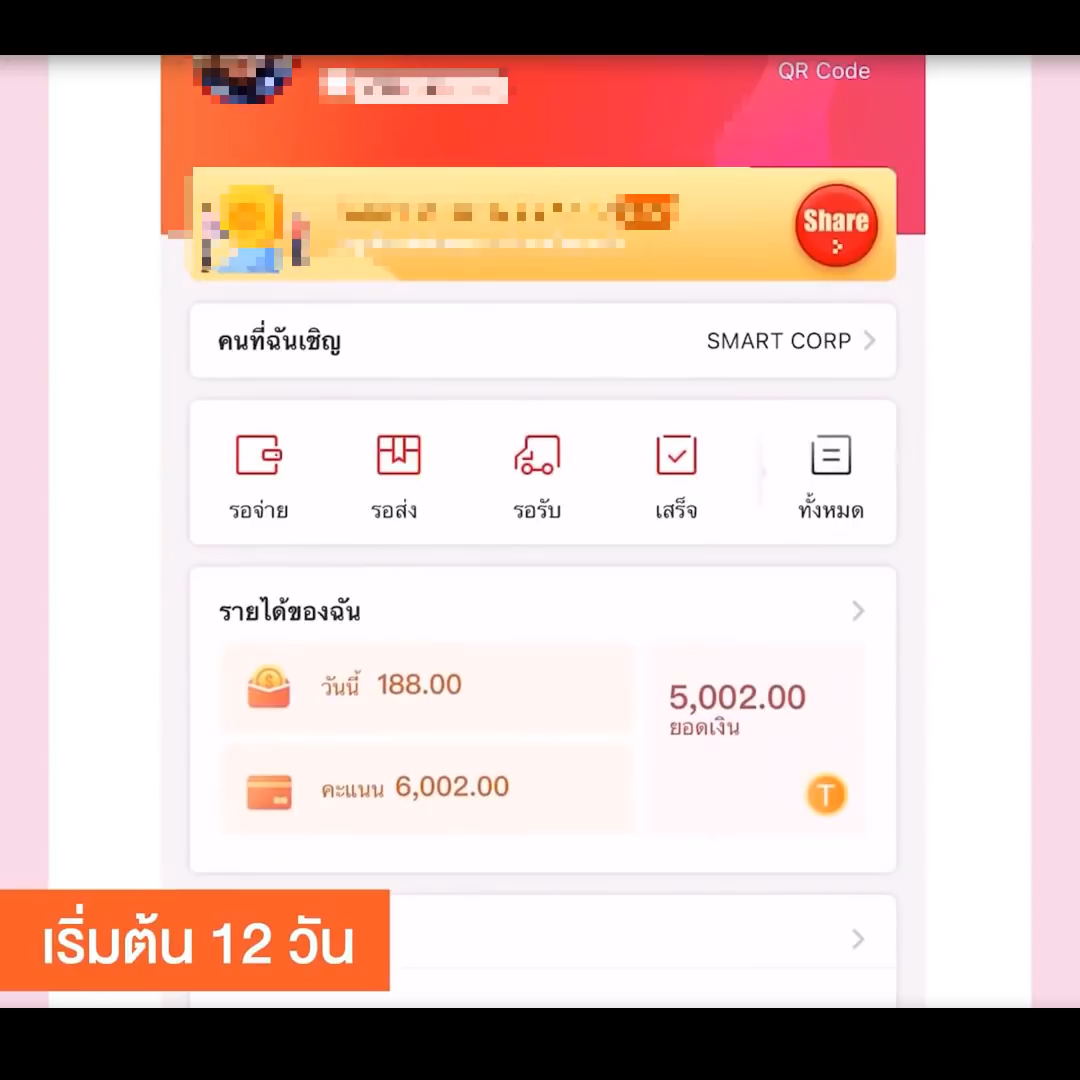 QR Code
Share
คนที่ฉันเชิญ
SMART CORP
รอจ่าย
รอส่ง
รอรับ
เสร็จ
ทั้งหมด
รายได้ของฉัน
วันนี้ 188.00
5,002.00
ยอดเงิน
คะแนน 6,002.00
T
เริ่มต้น 12 วัน